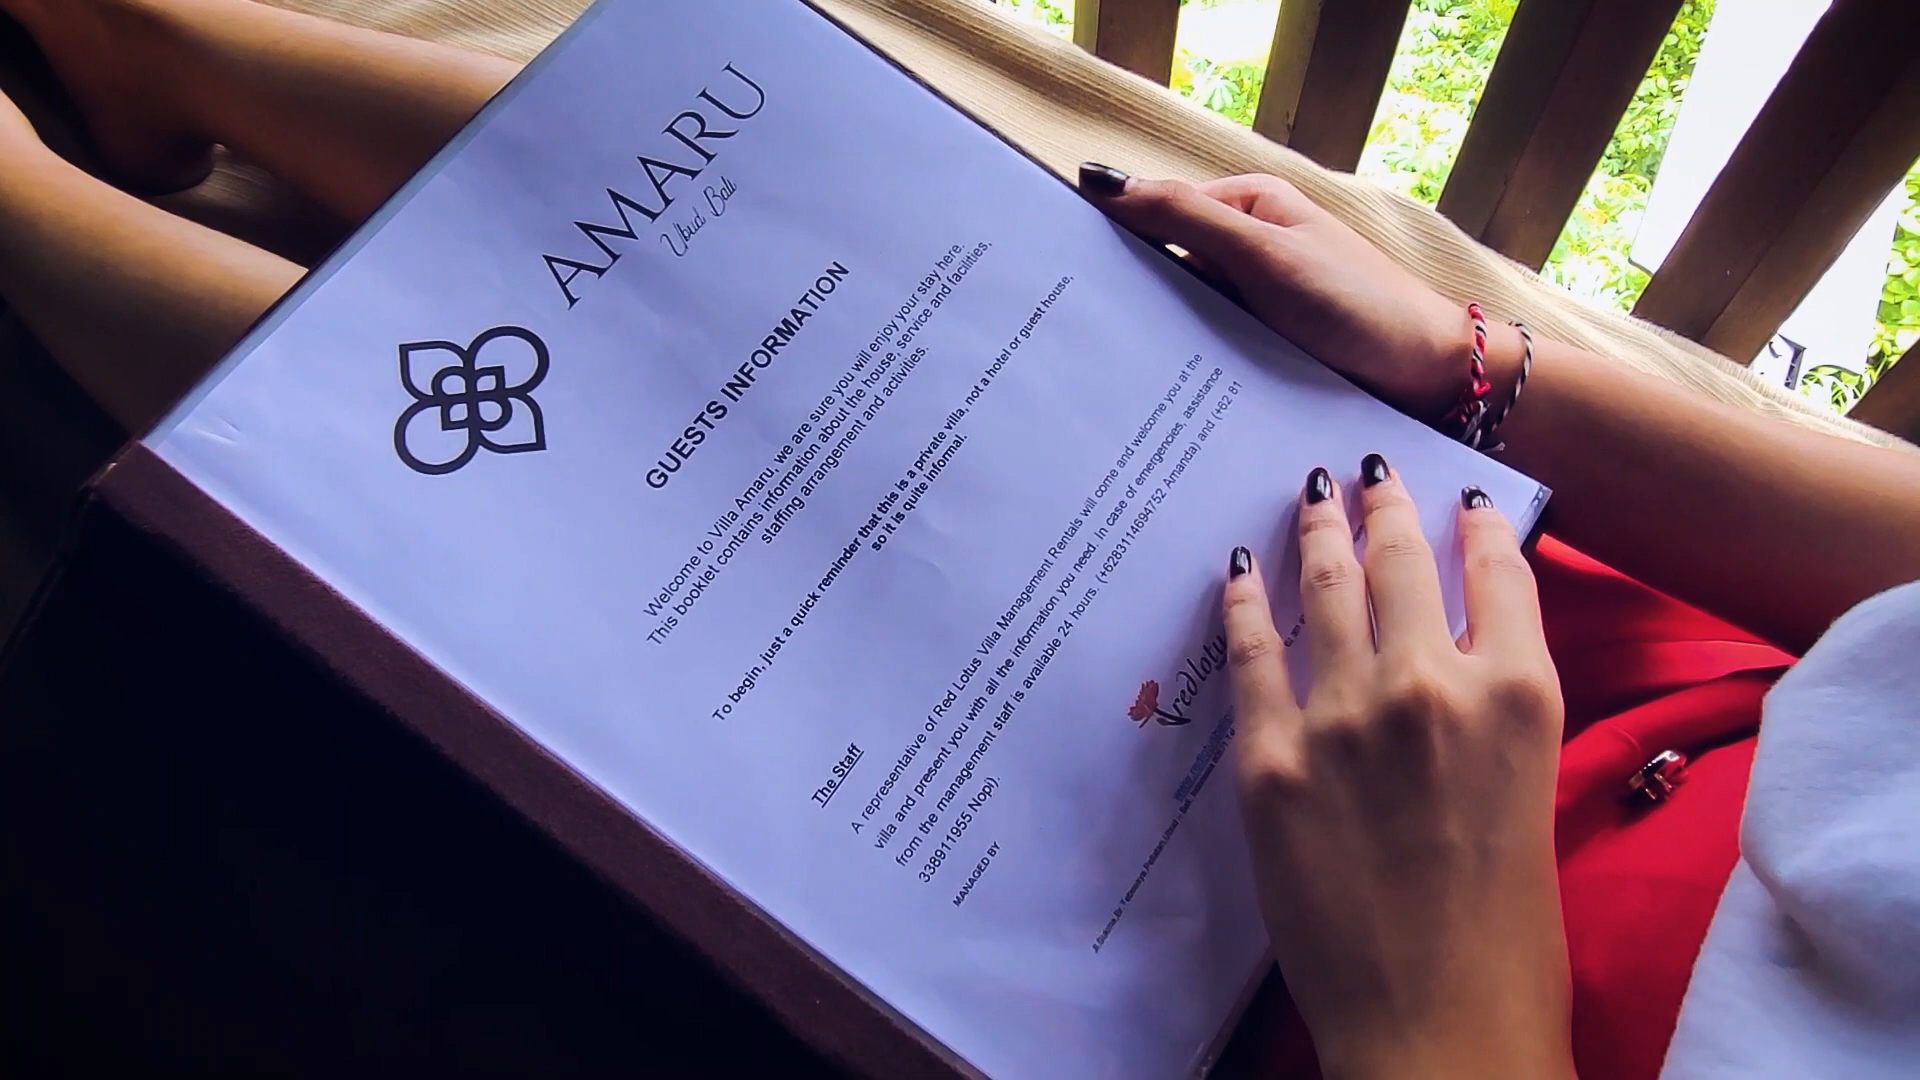 AMARU
Ubud Bali
GUESTS INFORMATION
Welcome to Villa Amaru, we are sure you will enjoy your stay here.
This booklet contains information about the house, service and facilities,
staffing arrangement and activities.
To begin, just a quick reminder that this is a private villa, not a hotel or guest house,
so it is quite informal.
The Staff
A representative of Red Lotus Villa Management Rentals will come and welcome you at the
villa and present you with all the information you need. In case of emergencies, assistance
from the management staff is available 24 hours. (+6283114694752 Amanda) and (+62 81
338911955 Nopi).
MANAGED BY
red lotu